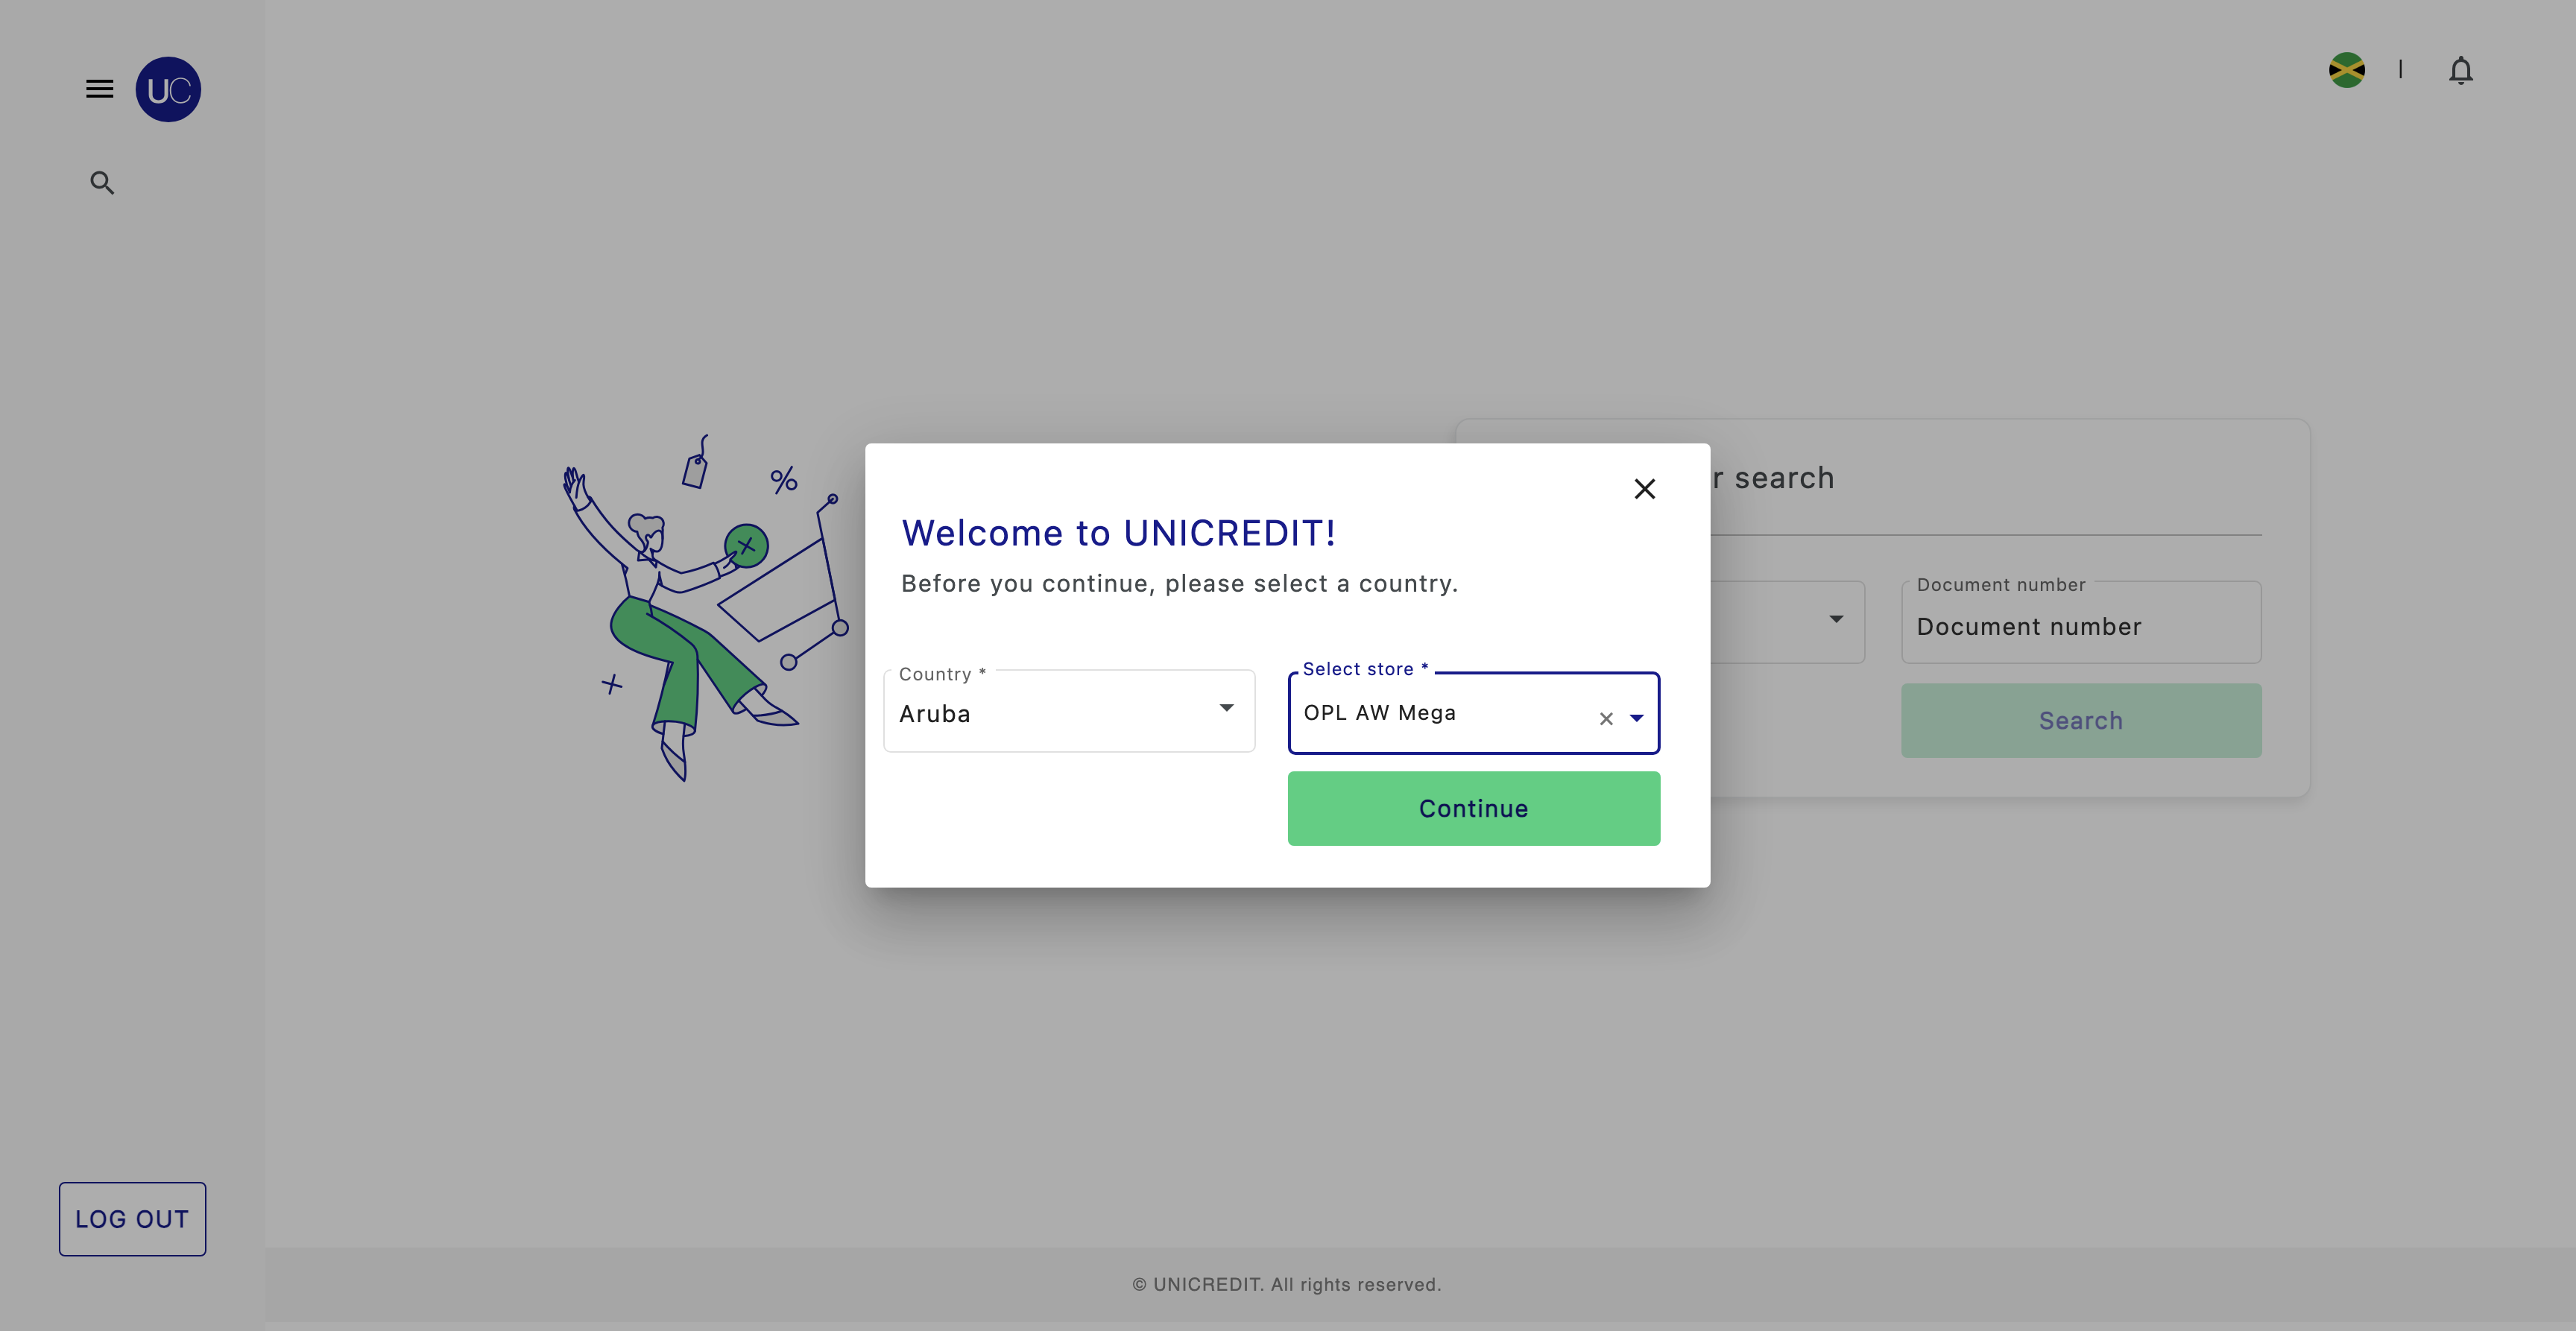 UC
r search
Welcome to UNICREDIT!
Before you continue, please select a country.
Country *
Aruba
Select store *
OPL AW Mega
Continue
Document number
Document number
Search
LOG OUT
© UNICREDIT. All rights reserved.